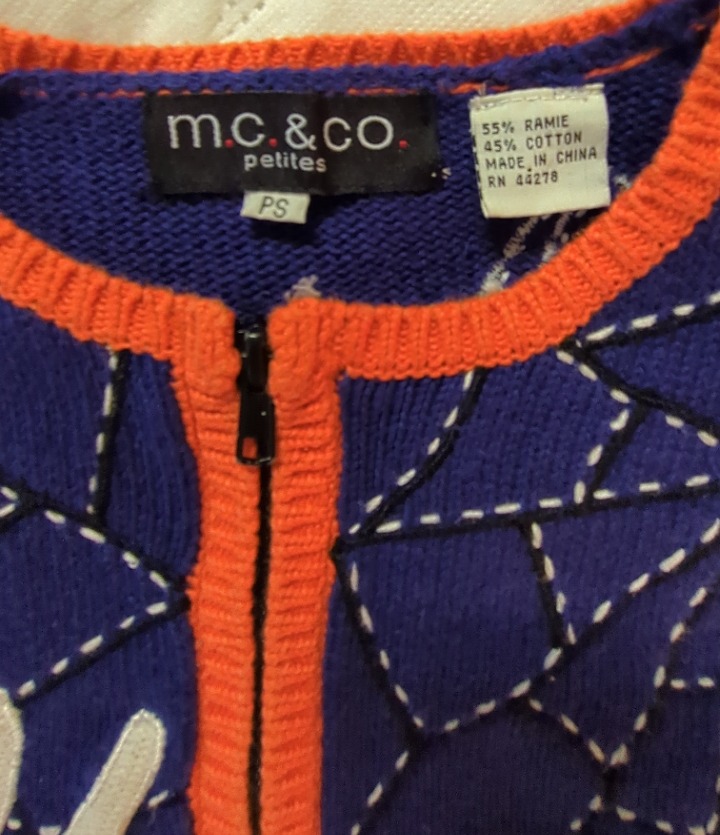 m.c.&co.
petites
PS
55% RAMIE
45% COTTON
MADE IN CHINA
RN 44278